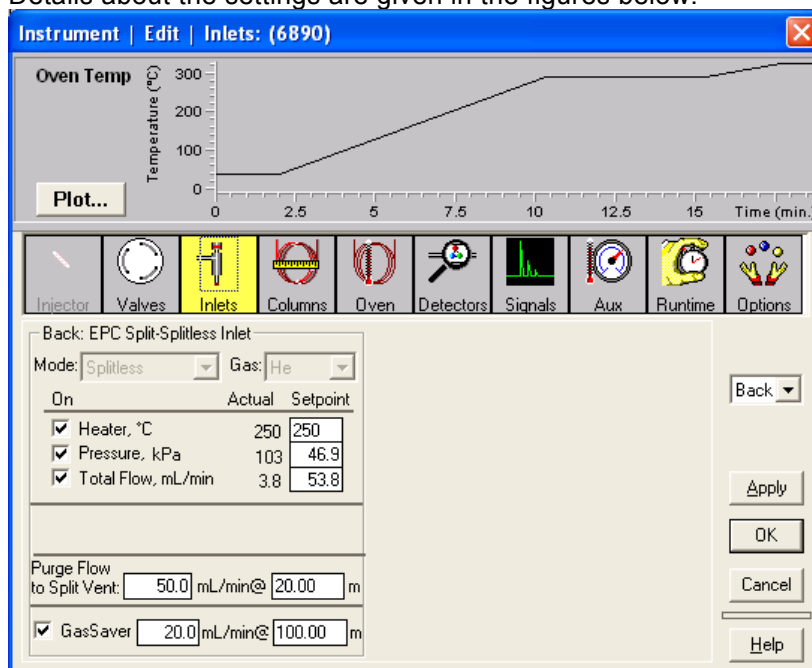 Details about the settings are given in the figures below.
Instrument | Edit | Inlets: (6890)
Oven Temp
Temperature (°C)
300
200
100
0
Plot...
0 2.5 5 7.5 10 12.5 15 Time (min.)
Injector Valves Inlets Columns Oven Detectors Signals Aux Runtime Options
Back: EPC Split-Splitless Inlet
Mode: Splitless Gas: He
Back
On Actual Setpoint
Heater, °C 250 250
Pressure, kPa 103 46.9
Total Flow, mL/min 3.8 53.8
Apply
OK
Purge Flow
to Split Vent: 50.0 mL/min@ 20.00 m
Cancel
GasSaver 20.0 mL/min@ 100.00 m
Help